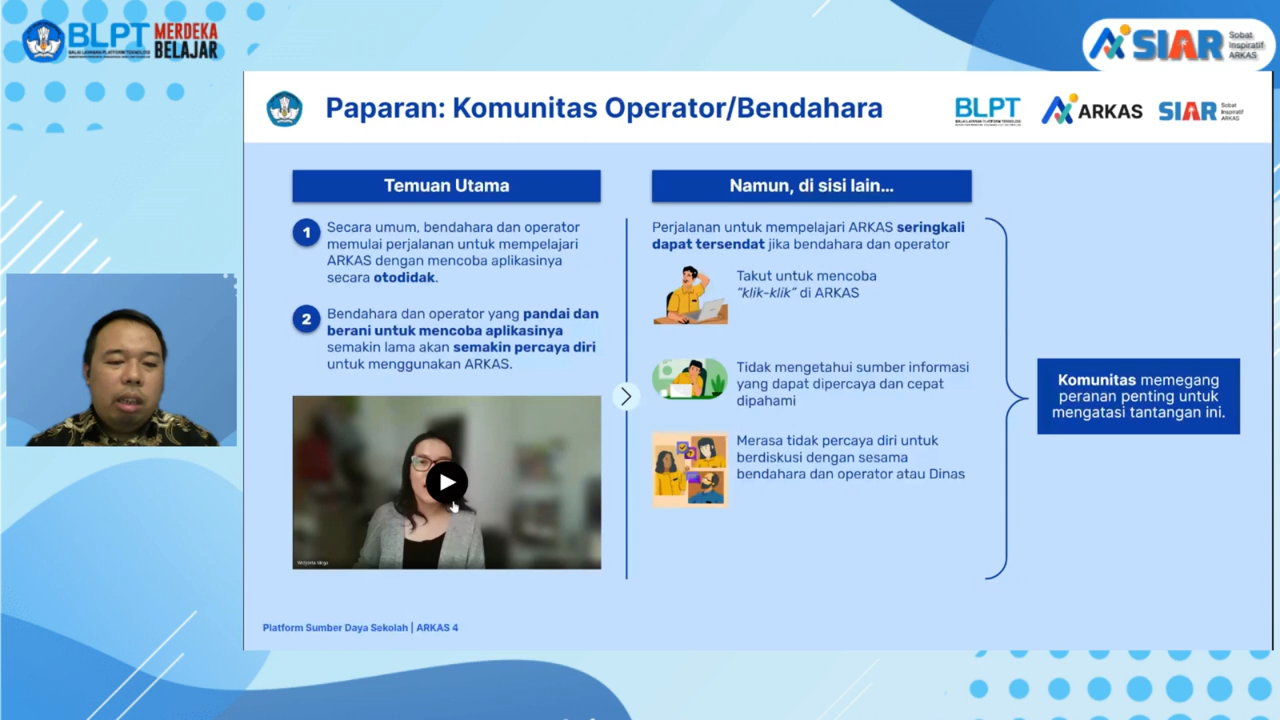 BLPT
BALAI LAYANAN PLATFORM TEKNOLOGI
MERDEKA
BELAJAR
SIAR
Sobat
Inspiratif
ARKAS
Paparan: Komunitas Operator/Bendahara
BLPT
ARKAS
SIAR
Sobat
Inspiratif
ARKAS
Temuan Utama
1
Secara umum, bendahara dan operator
memulai perjalanan untuk mempelajari
ARKAS dengan mencoba aplikasinya
secara otodidak.
2
Bendahara dan operator yang pandai dan
berani untuk mencoba aplikasinya
semakin lama akan semakin percaya diri
untuk menggunakan ARKAS.
Namun, di sisi lain...
Perjalanan untuk mempelajari ARKAS seringkali
dapat tersendat jika bendahara dan operator
Takut untuk mencoba
"klik-klik" di ARKAS
Tidak mengetahui sumber informasi
yang dapat dipercaya dan cepat
dipahami
Merasa tidak percaya diri untuk
berdiskusi dengan sesama
bendahara dan operator atau Dinas
Komunitas memegang
peranan penting untuk
mengatasi tantangan ini.
Platform Sumber Daya Sekolah | ARKAS 4